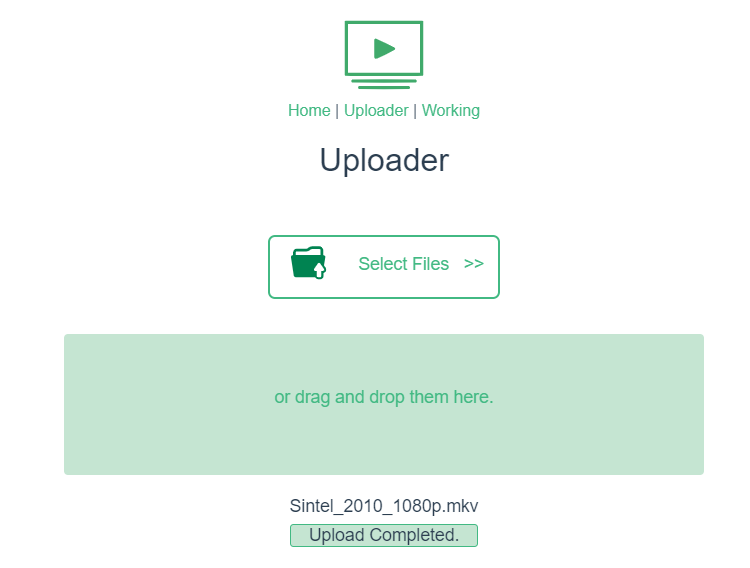 Home | Uploader | Working
Uploader
Select Files >>
or drag and drop them here.
Sintel_2010_1080p.mkv
Upload Completed.